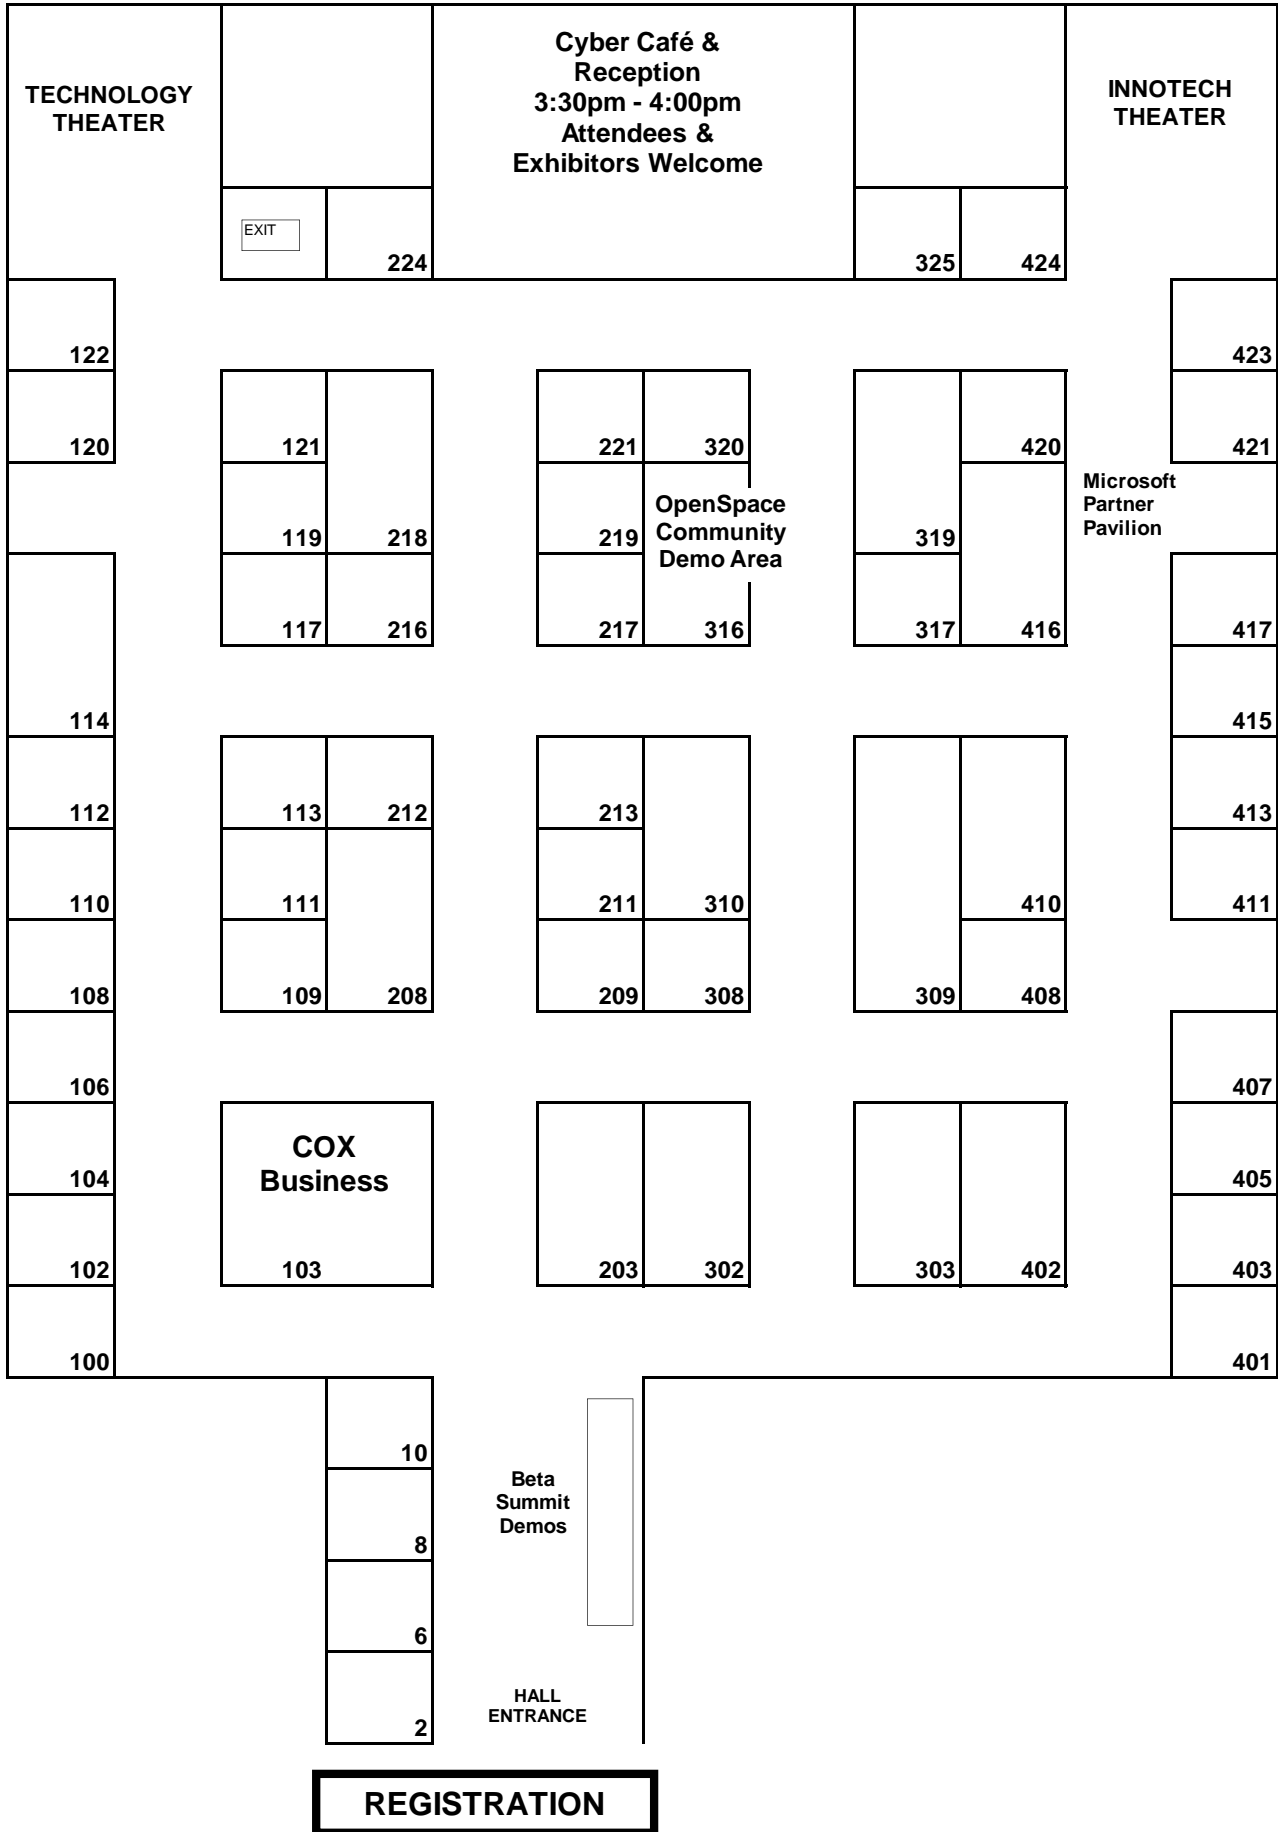 Cyber Café &
Reception
3:30pm - 4:00pm
Attendees &
Exhibitors Welcome
TECHNOLOGY
THEATER
INNOTECH
THEATER
EXIT
224
325
424
122
423
120
121
221
320
420
421
Microsoft
Partner
Pavilion
OpenSpace
Community
Demo Area
119
218
219
319
117
216
217
316
317
416
417
114
415
112
113
212
213
413
110
111
211
310
410
411
108
109
208
209
308
309
408
106
407
COX
Business
104
405
102
103
203
302
303
402
403
100
401
10
Beta
Summit
Demos
8
6
HALL
ENTRANCE
2
REGISTRATION